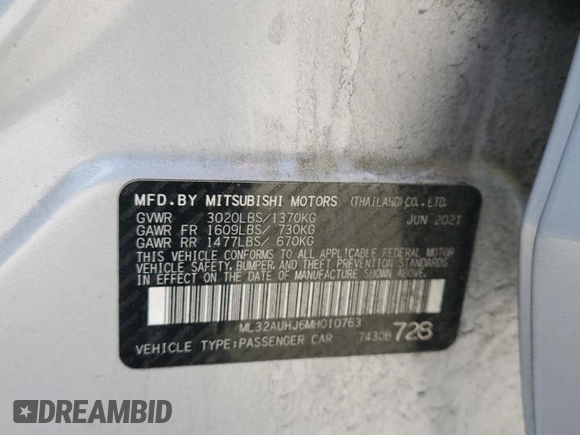 MFD.BY MITSUBISHI MOTORS (THAILAND) CO., LTD.
GVWR 3020LBS/1370KG JUN 2021
GAWR FR 1609LBS/ 730KG
GAWR RR 1477LBS/ 670KG
THIS VEHICLE CONFORMS TO ALL APPLICABLE FEDERAL MOTOR
VEHICLE SAFETY, BUMPER, AND THEFT PREVENTION STANDARDS
IN EFFECT ON THE DATE OF MANUFACTURE SHOWN ABOVE.
ML32AUHJ6MH010763
VEHICLE TYPE:PASSENGER CAR 7430B 728
DREAMBID